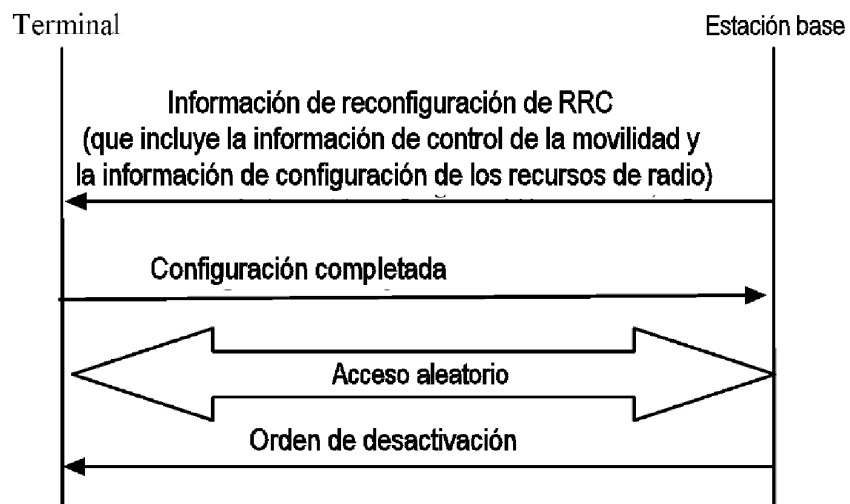 Terminal
Estación base
Información de reconfiguración de RRC
(que incluye la información de control de la movilidad y
la información de configuración de los recursos de radio)
Configuración completada
Acceso aleatorio
Orden de desactivación